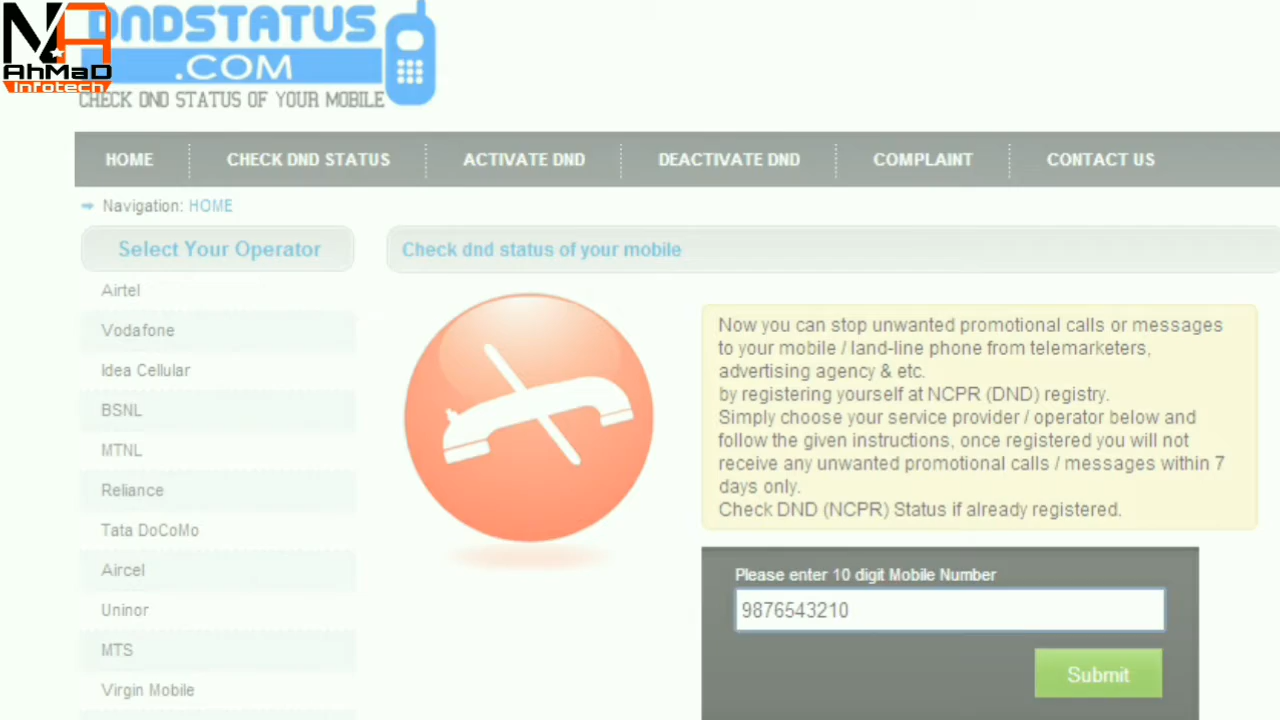 NA
AhMaD
Infotech
DNDSTATUS
.COM
CHECK DND STATUS OF YOUR MOBILE
HOME
CHECK DND STATUS
ACTIVATE DND
DEACTIVATE DND
COMPLAINT
CONTACT US
Navigation: HOME
Select Your Operator
Airtel
Vodafone
Idea Cellular
BSNL
MTNL
Reliance
Tata DoCoMo
Aircel
Uninor
MTS
Virgin Mobile
Check dnd status of your mobile
Now you can stop unwanted promotional calls or messages
to your mobile / land-line phone from telemarketers,
advertising agency & etc.
by registering yourself at NCPR (DND) registry.
Simply choose your service provider / operator below and
follow the given instructions, once registered you will not
receive any unwanted promotional calls / messages within 7
days only.
Check DND (NCPR) Status if already registered.
Please enter 10 digit Mobile Number
9876543210
Submit